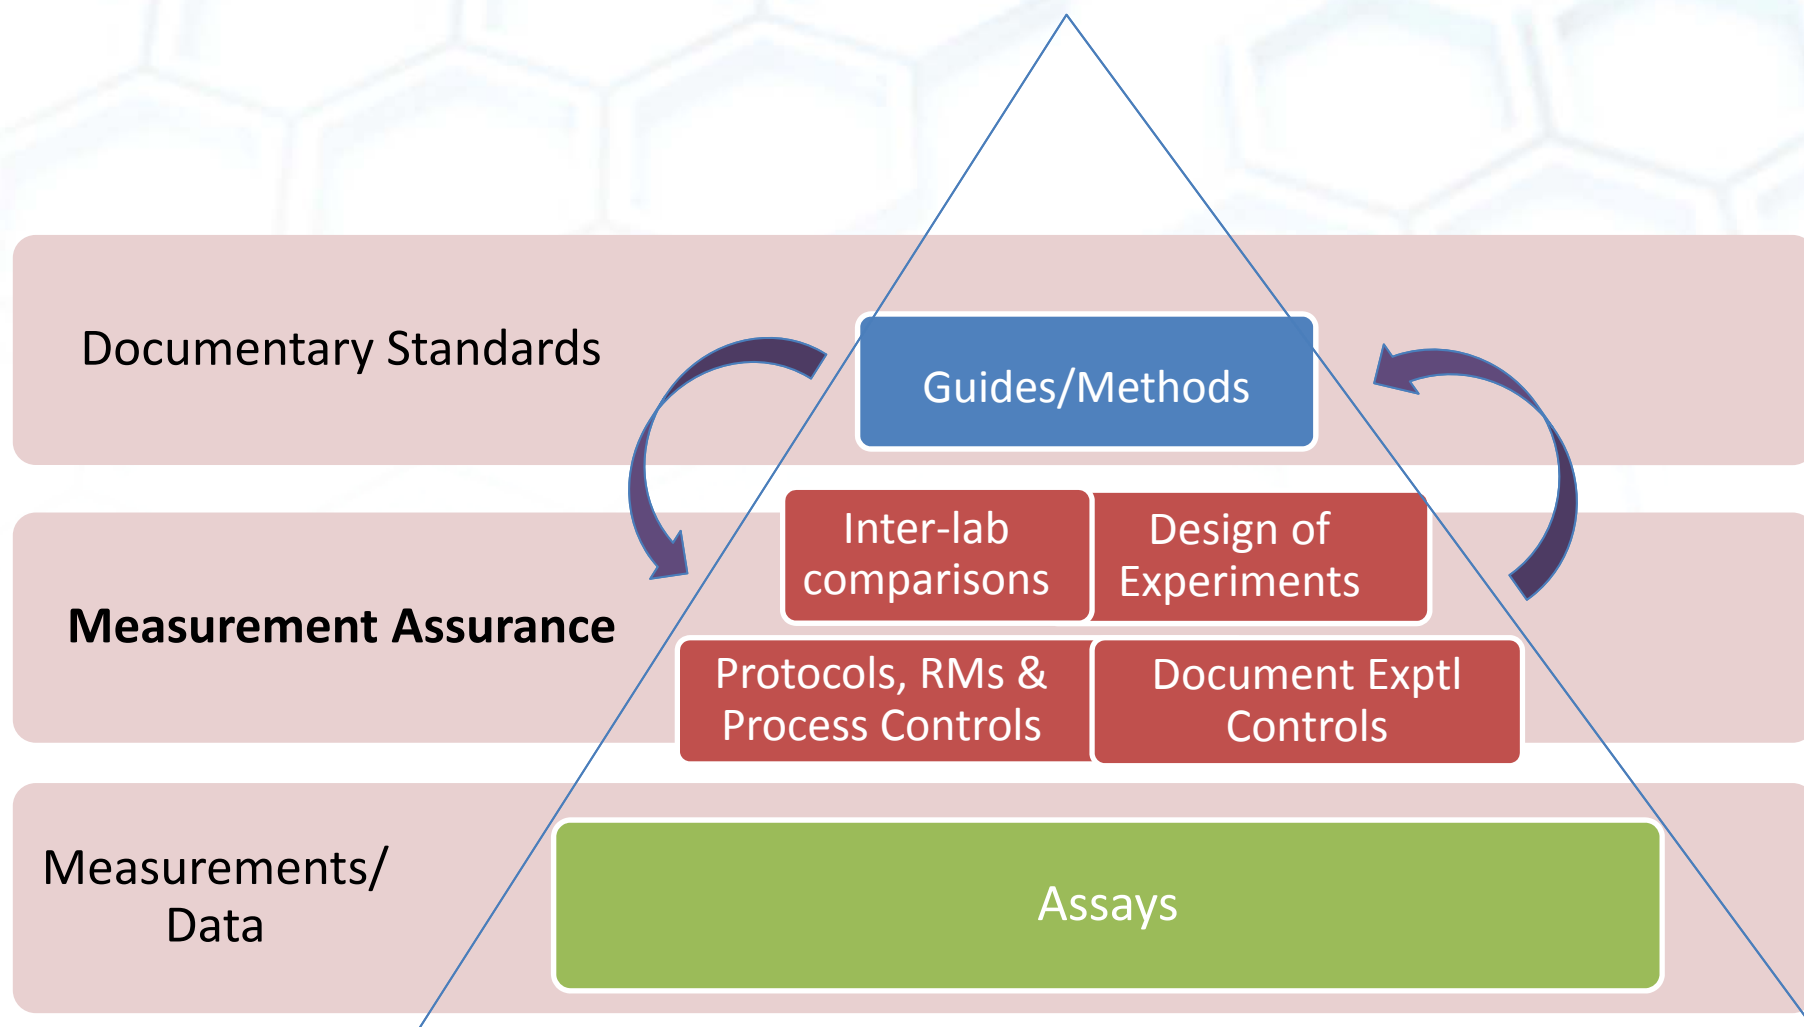 Documentary Standards
Guides/Methods
Measurement Assurance
Inter-lab
comparisons
Design of
Experiments
Protocols, RMs &
Process Controls
Document Exptl
Controls
Measurements/
Data
Assays